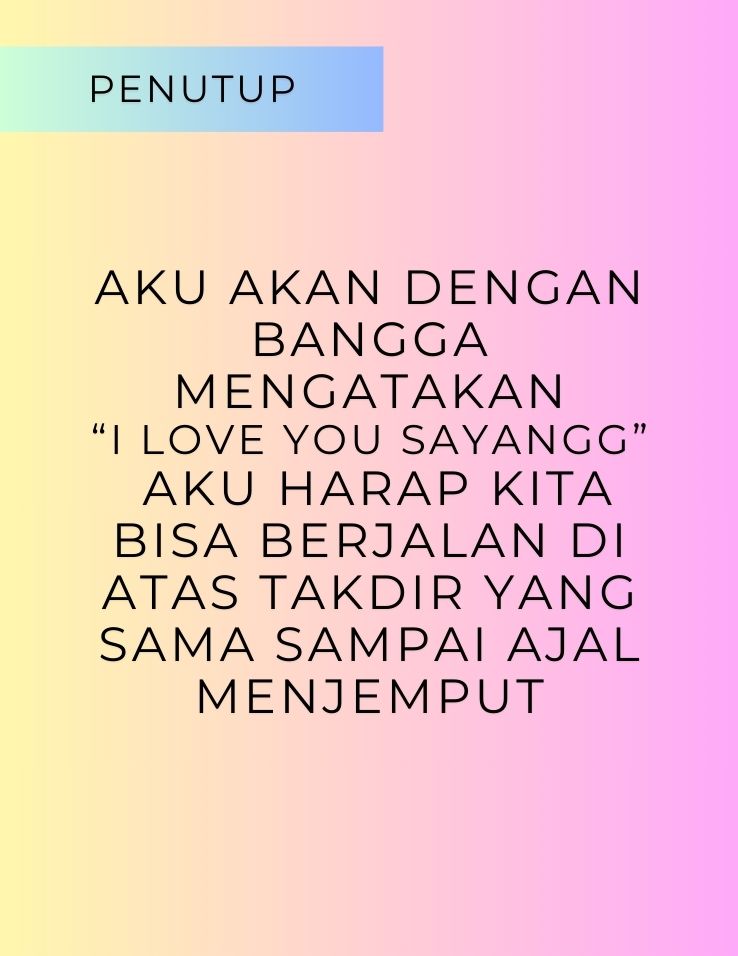 PENUTUP
AKU AKAN DENGAN
BANGGA
MENGATAKAN
“I LOVE YOU SAYANGG”
AKU HARAP KITA
BISA BERJALAN DI
ATAS TAKDIR YANG
SAMA SAMPAI AJAL
MENJEMPUT